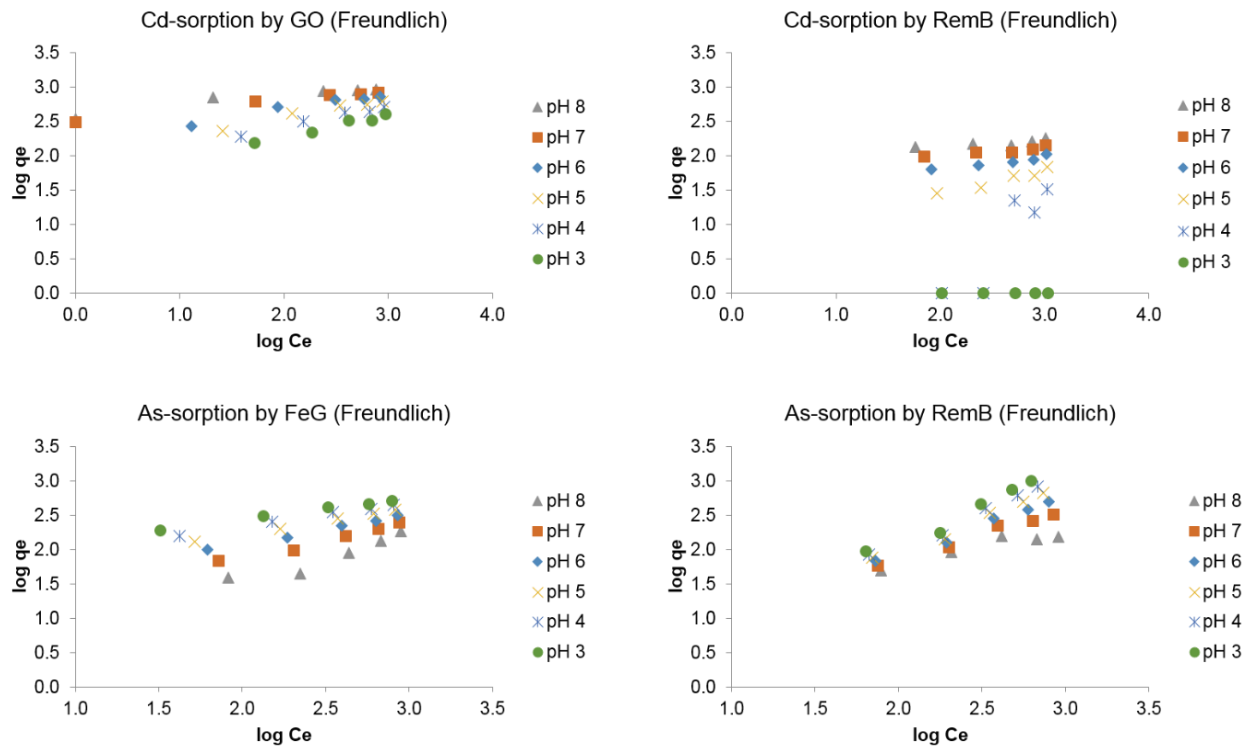 Cd-sorption by GO (Freundlich)
3.5
3.0
2.5
2.0
1.5
1.0
0.5
0.0
log qe
0.0
1.0
2.0
3.0
4.0
log Ce
pH 8
pH 7
pH 6
pH 5
pH 4
pH 3
Cd-sorption by RemB (Freundlich)
3.5
3.0
2.5
2.0
1.5
1.0
0.5
0.0
log qe
0.0
1.0
2.0
3.0
4.0
log Ce
pH 8
pH 7
pH 6
pH 5
pH 4
pH 3
As-sorption by FeG (Freundlich)
3.5
3.0
2.5
2.0
1.5
1.0
0.5
0.0
log qe
1.0
1.5
2.0
2.5
3.0
3.5
log Ce
pH 8
pH 7
pH 6
pH 5
pH 4
pH 3
As-sorption by RemB (Freundlich)
3.5
3.0
2.5
2.0
1.5
1.0
0.5
0.0
log qe
1.0
1.5
2.0
2.5
3.0
3.5
log Ce
pH 8
pH 7
pH 6
pH 5
pH 4
pH 3